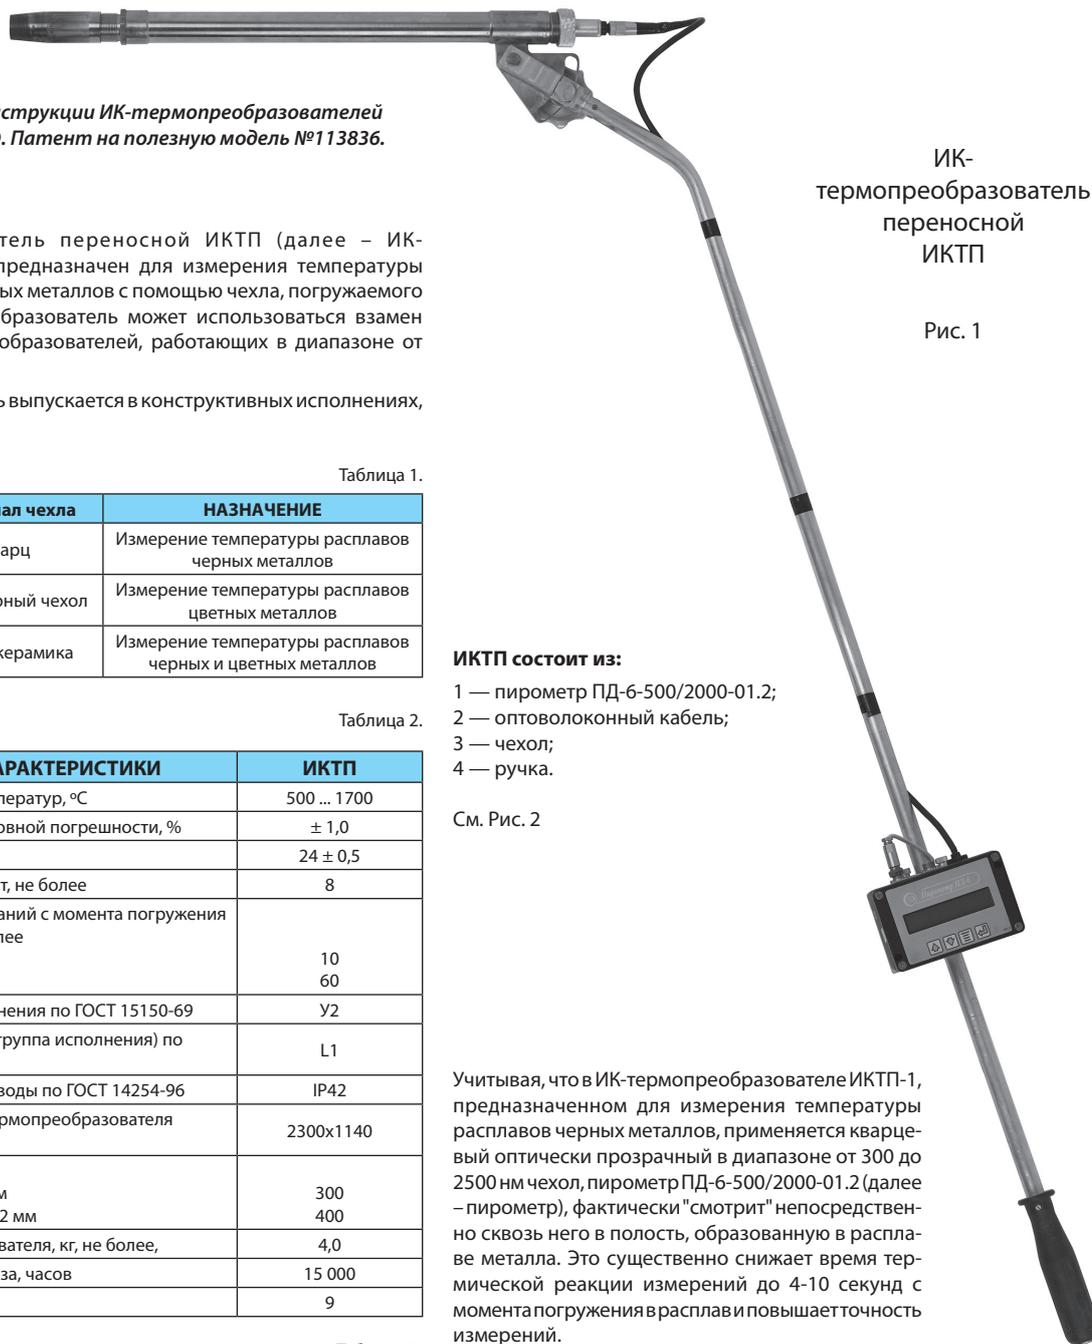 нструкции ИК-термопреобразователей
. Патент на полезную модель №113836.
тель переносной ИКТП (далее – ИК-
предназначен для измерения температуры
ых металлов с помощью чехла, погружаемого
бразователь может использоваться взамен
образователей, работающих в диапазоне от
ь выпускается в конструктивных исполнениях,
Таблица 1.
ал чехла НАЗНАЧЕНИЕ
арц Измерение температуры расплавов
черных металлов
рный чехол Измерение температуры расплавов
цветных металлов
керамика Измерение температуры расплавов
черных и цветных металлов
Таблица 2.
АРАКТЕРИСТИКИ ИКТП
ператур, ºС 500 ... 1700
овной погрешности, % ± 1,0
24 ± 0,5
т, не более 8
аний с момента погружения
лее
10
60
нения по ГОСТ 15150-69 У2
группа исполнения) по
L1
воды по ГОСТ 14254-96 IP42
ермопреобразователя
2300х1140
м 300
2 мм 400
вателя, кг, не более, 4,0
за, часов 15 000
9
ИК-
термопреобразователь
переносной
ИКТП
Рис. 1
ИКТП состоит из:
1 — пирометр ПД-6-500/2000-01.2;
2 — оптоволоконный кабель;
3 — чехол;
4 — ручка.
См. Рис. 2
Пирометр ПД-6
Учитывая, что в ИК-термопреобразователе ИКТП-1,
предназначенном для измерения температуры
расплавов черных металлов, применяется кварце-
вый оптически прозрачный в диапазоне от 300 до
2500 нм чехол, пирометр ПД-6-500/2000-01.2 (далее
– пирометр), фактически "смотрит" непосредствен-
но сквозь него в полость, образованную в распла-
ве металла. Это существенно снижает время тер-
мической реакции измерений до 4-10 секунд с
момента погружения в расплав и повышает точность
измерений.